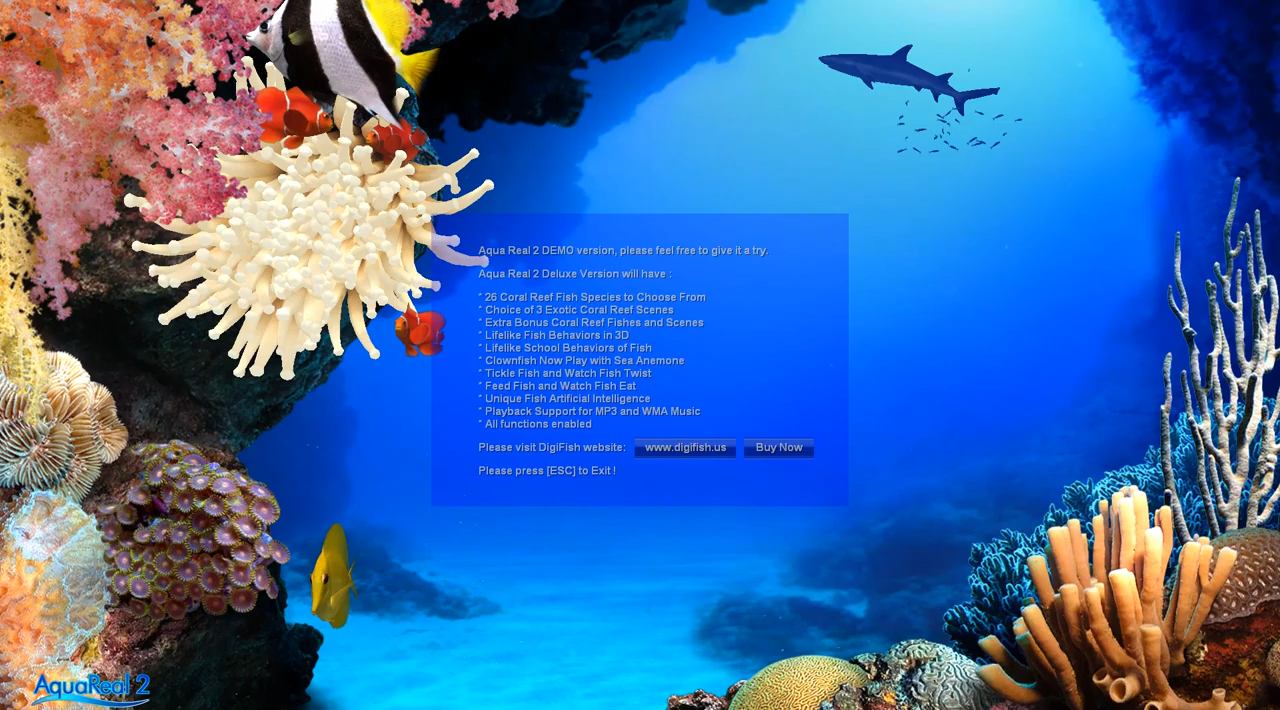 Aqua Real 2 DEMO version, please feel free to give it a try.
Aqua Real 2 Deluxe Version will have :
* 26 Coral Reef Fish Species to Choose From
* Choice of 3 Exotic Coral Reef Scenes
* Extra Bonus Coral Reef Fishes and Scenes
* Lifelike Fish Behaviors in 3D
* Lifelike School Behaviors of Fish
* Clownfish Now Play with Sea Anemone
* Tickle Fish and Watch Fish Twist
* Feed Fish and Watch Fish Eat
* Unique Fish Artificial Intelligence
* Playback Support for MP3 and WMA Music
* All functions enabled
Please visit DigiFish website: www.digifish.us Buy Now
Please press [ESC] to Exit !
AquaReal 2